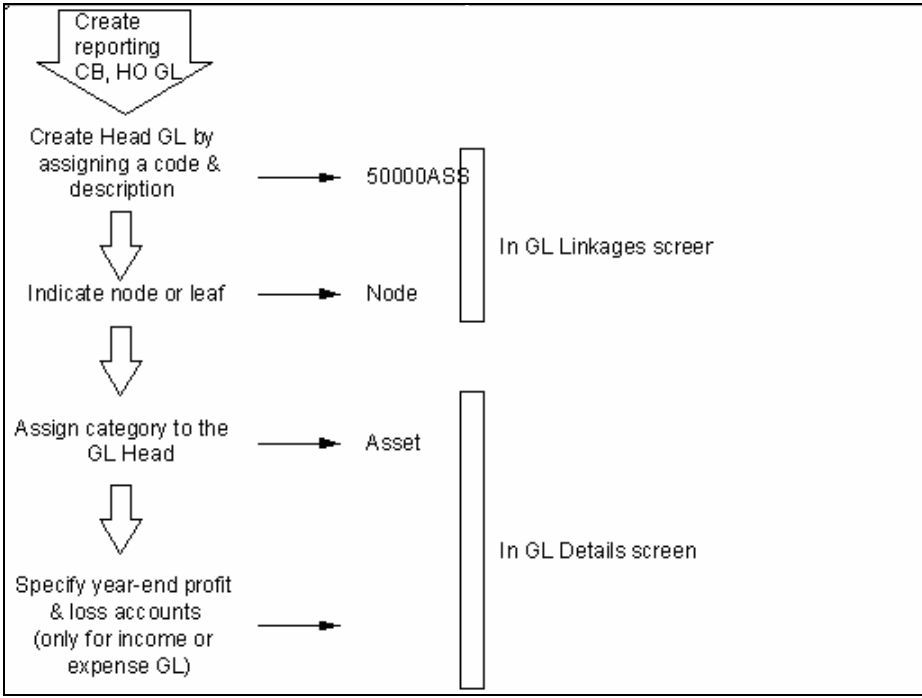 Create
reporting
CB, HO GL
Create Head GL by
assigning a code &
description
50000ASS
In GL Linkages screer
Indicate node or leaf
Node
Assign category to the
GL Head
Asset
In GL Details screen
Specify year-end profit
& loss accounts
(only for income or
expense GL)